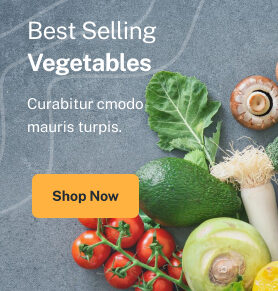 Best Selling
Vegetables
Curabitur cmodo
mauris turpis.
Shop Now